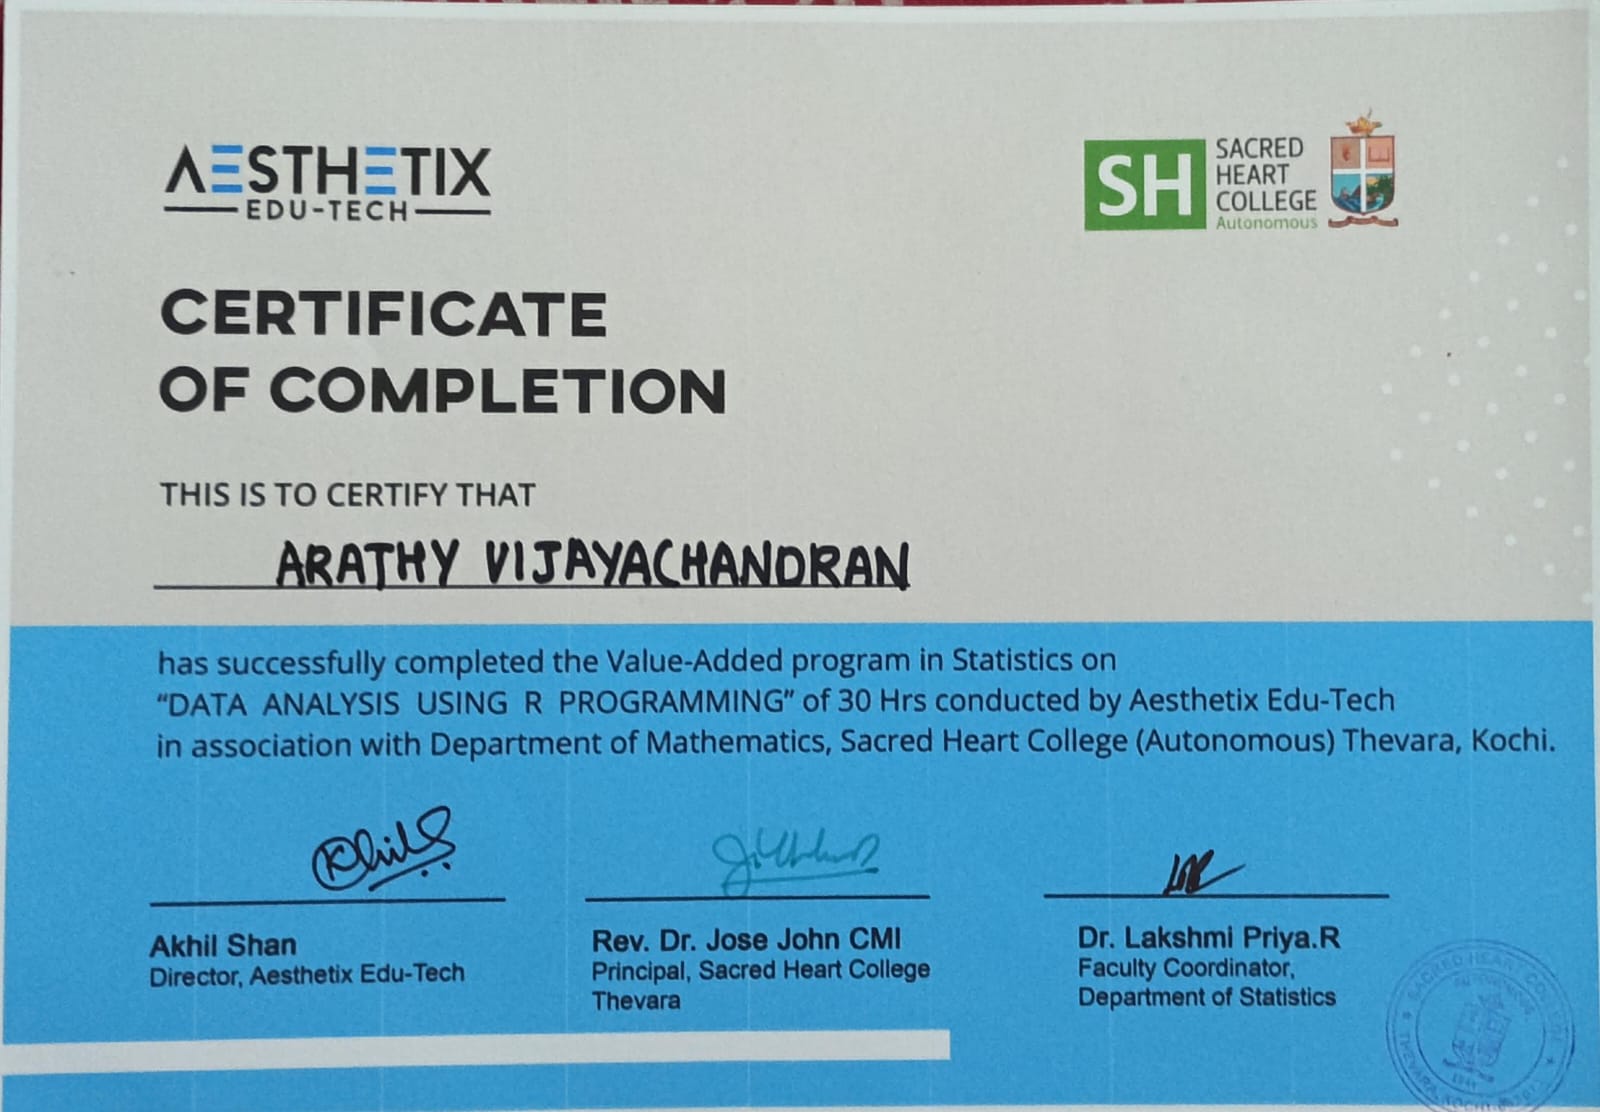 AESTHETIX
EDU-TECH
SH
SACRED
HEART
COLLEGE
Autonomous
CERTIFICATE
OF COMPLETION
THIS IS TO CERTIFY THAT
ARATHY VIJAYACHANDRAN
has successfully completed the Value-Added program in Statistics on
“DATA ANALYSIS USING R PROGRAMMING” of 30 Hrs conducted by Aesthetix Edu-Tech
in association with Department of Mathematics, Sacred Heart College (Autonomous) Thevara, Kochi.
Akhil Shan
Director, Aesthetix Edu-Tech
Rev. Dr. Jose John CMI
Principal, Sacred Heart College
Thevara
Dr. Lakshmi Priya.R
Faculty Coordinator,
Department of Statistics
SACRED HEART COLLEGE
THEVARA, KOCHI